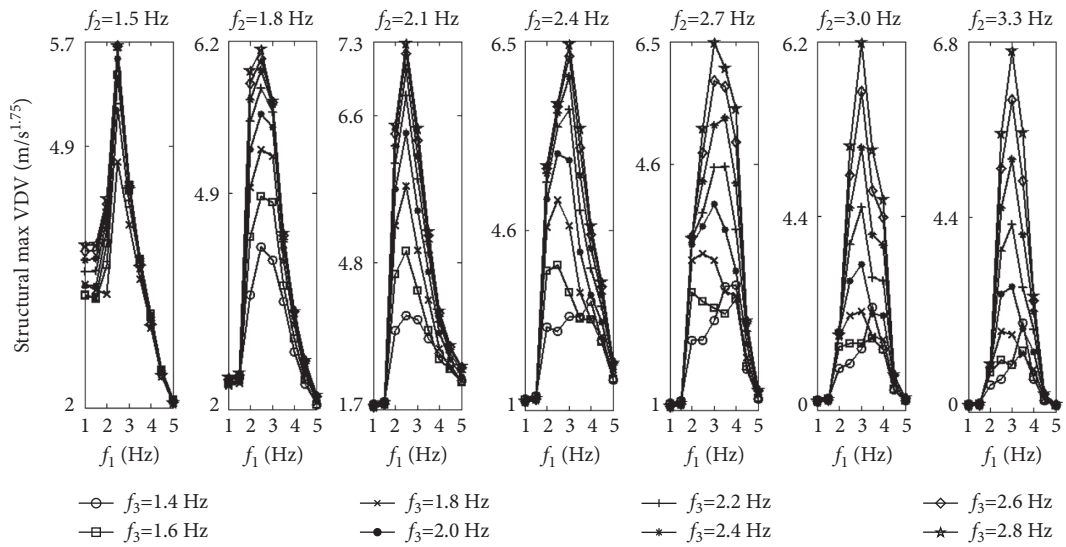 f2=1.5 Hz f2=1.8 Hz f2=2.1 Hz f2=2.4 Hz f2=2.7 Hz f2=3.0 Hz f2=3.3 Hz
5.7 6.2 7.3 6.5 6.5 6.2 6.8
6.6
4.9 4.9 4.8 4.6 4.6 4.4 4.4
Structural max VDV (m/s^1.75)
2 2 1.7 1 1 0 0
1 2 3 4 5 1 2 3 4 5 1 2 3 4 5 1 2 3 4 5 1 2 3 4 5 1 2 3 4 5 1 2 3 4 5
f1 (Hz) f1 (Hz) f1 (Hz) f1 (Hz) f1 (Hz) f1 (Hz) f1 (Hz)
f3=1.4 Hz f3=1.8 Hz f3=2.2 Hz f3=2.6 Hz
f3=1.6 Hz f3=2.0 Hz f3=2.4 Hz f3=2.8 Hz